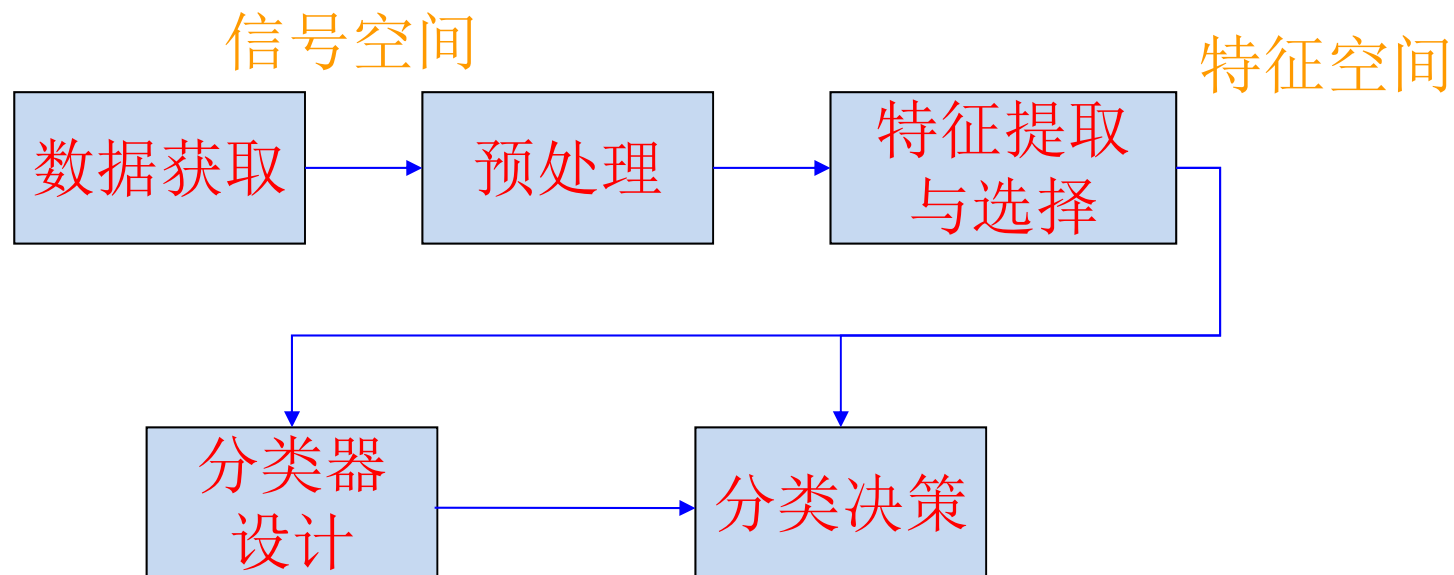 信号空间
特征空间
数据获取
预处理
特征提取
与选择
分类器
设计
分类决策